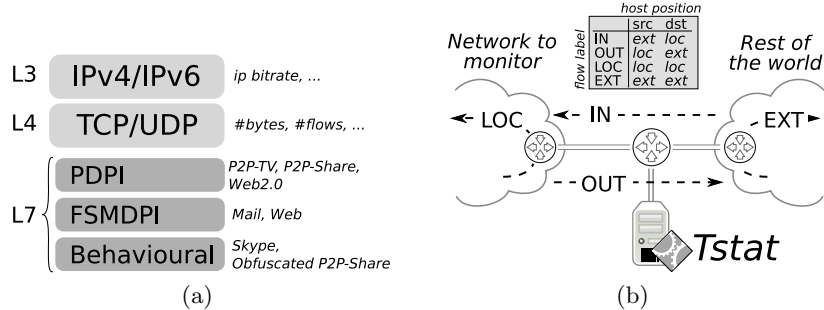 L3
IPv4/IPv6
ip bitrate, ...
L4
TCP/UDP
#bytes, #flows, ...
L7
PDPI
P2P-TV, P2P-Share,
Web2.0
FSMDPI
Mail, Web
Behavioural
Skype,
Obfuscated P2P-Share
(a)
host position
src dst
flow label
IN ext loc
OUT loc ext
LOC loc loc
EXT ext ext
Network to
monitor
Rest of
the world
LOC
IN
EXT
OUT
Tstat
(b)